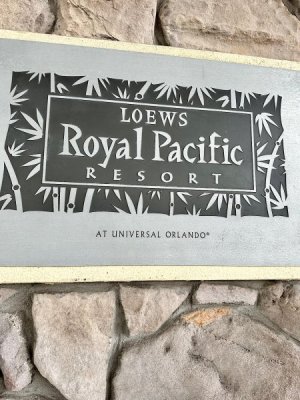 LOEWS
Royal Pacific
RESORT
AT UNIVERSAL ORLANDO®